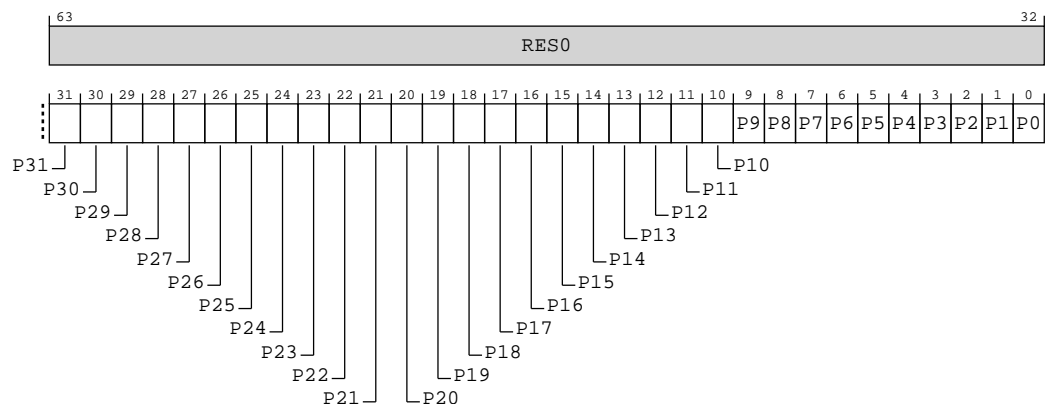 63 32
RES0
31 30 29 28 27 26 25 24 23 22 21 20 19 18 17 16 15 14 13 12 11 10 9 8 7 6 5 4 3 2 1 0
P9 P8 P7 P6 P5 P4 P3 P2 P1 P0
P31 P10
P30 P11
P29 P12
P28 P13
P27 P14
P26 P15
P25 P16
P24 P17
P23 P18
P22 P19
P21 P20